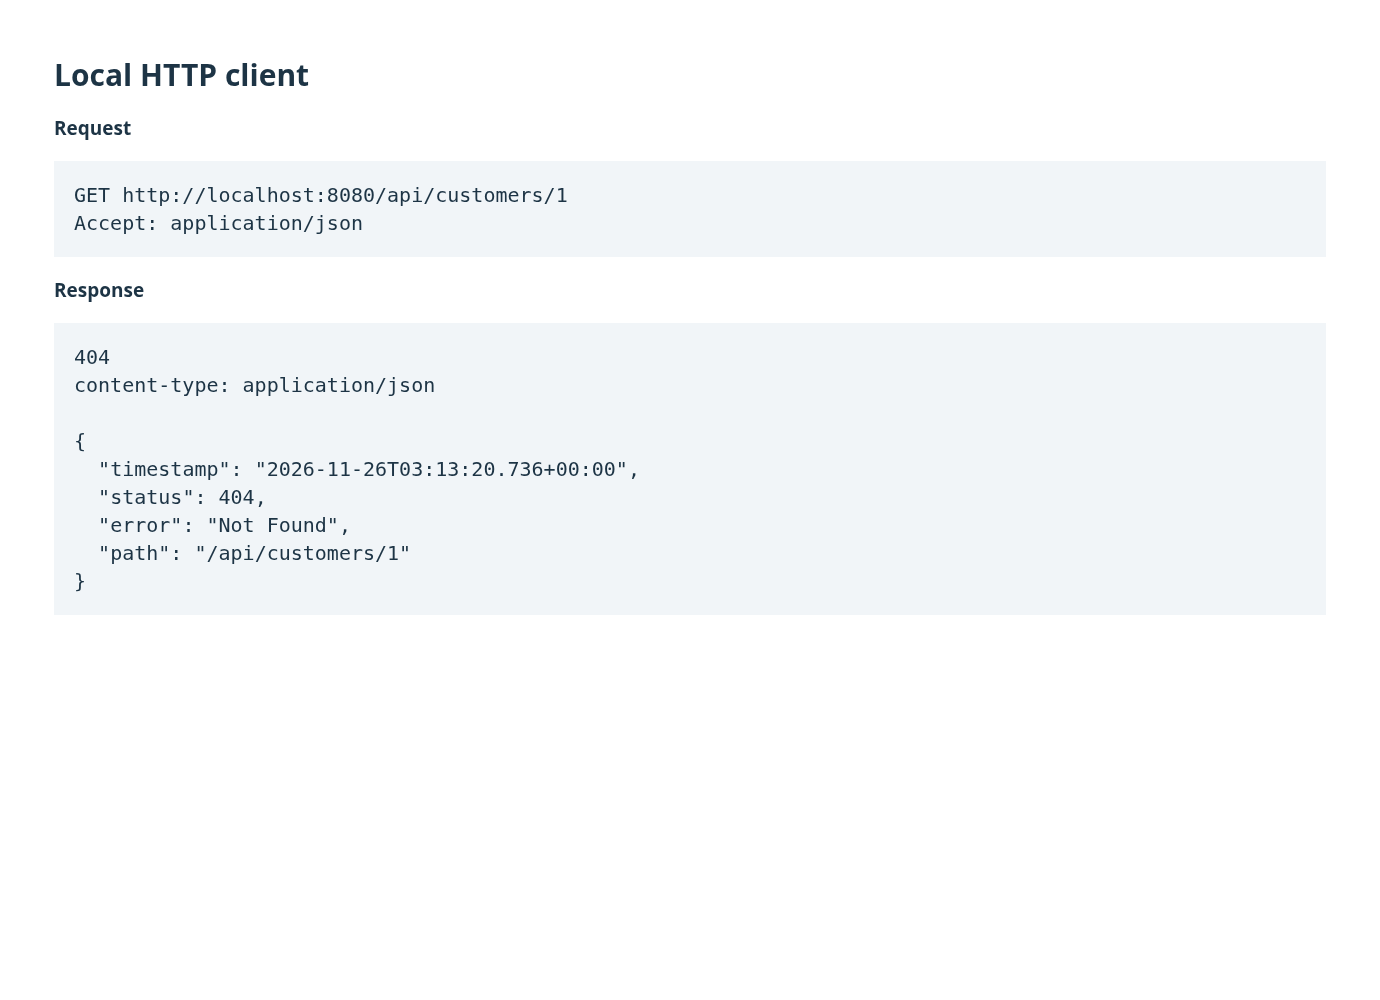 Local HTTP client
Request
GET http://localhost:8080/api/customers/1
Accept: application/json
Response
404
content-type: application/json

{
  "timestamp": "2026-11-26T03:13:20.736+00:00",
  "status": 404,
  "error": "Not Found",
  "path": "/api/customers/1"
}